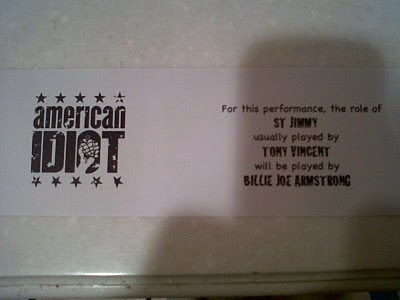 american
IDIOT
For this performance, the role of
ST JIMMY
usually played by
TONY VINCENT
will be played by
BILLIE JOE ARMSTRONG